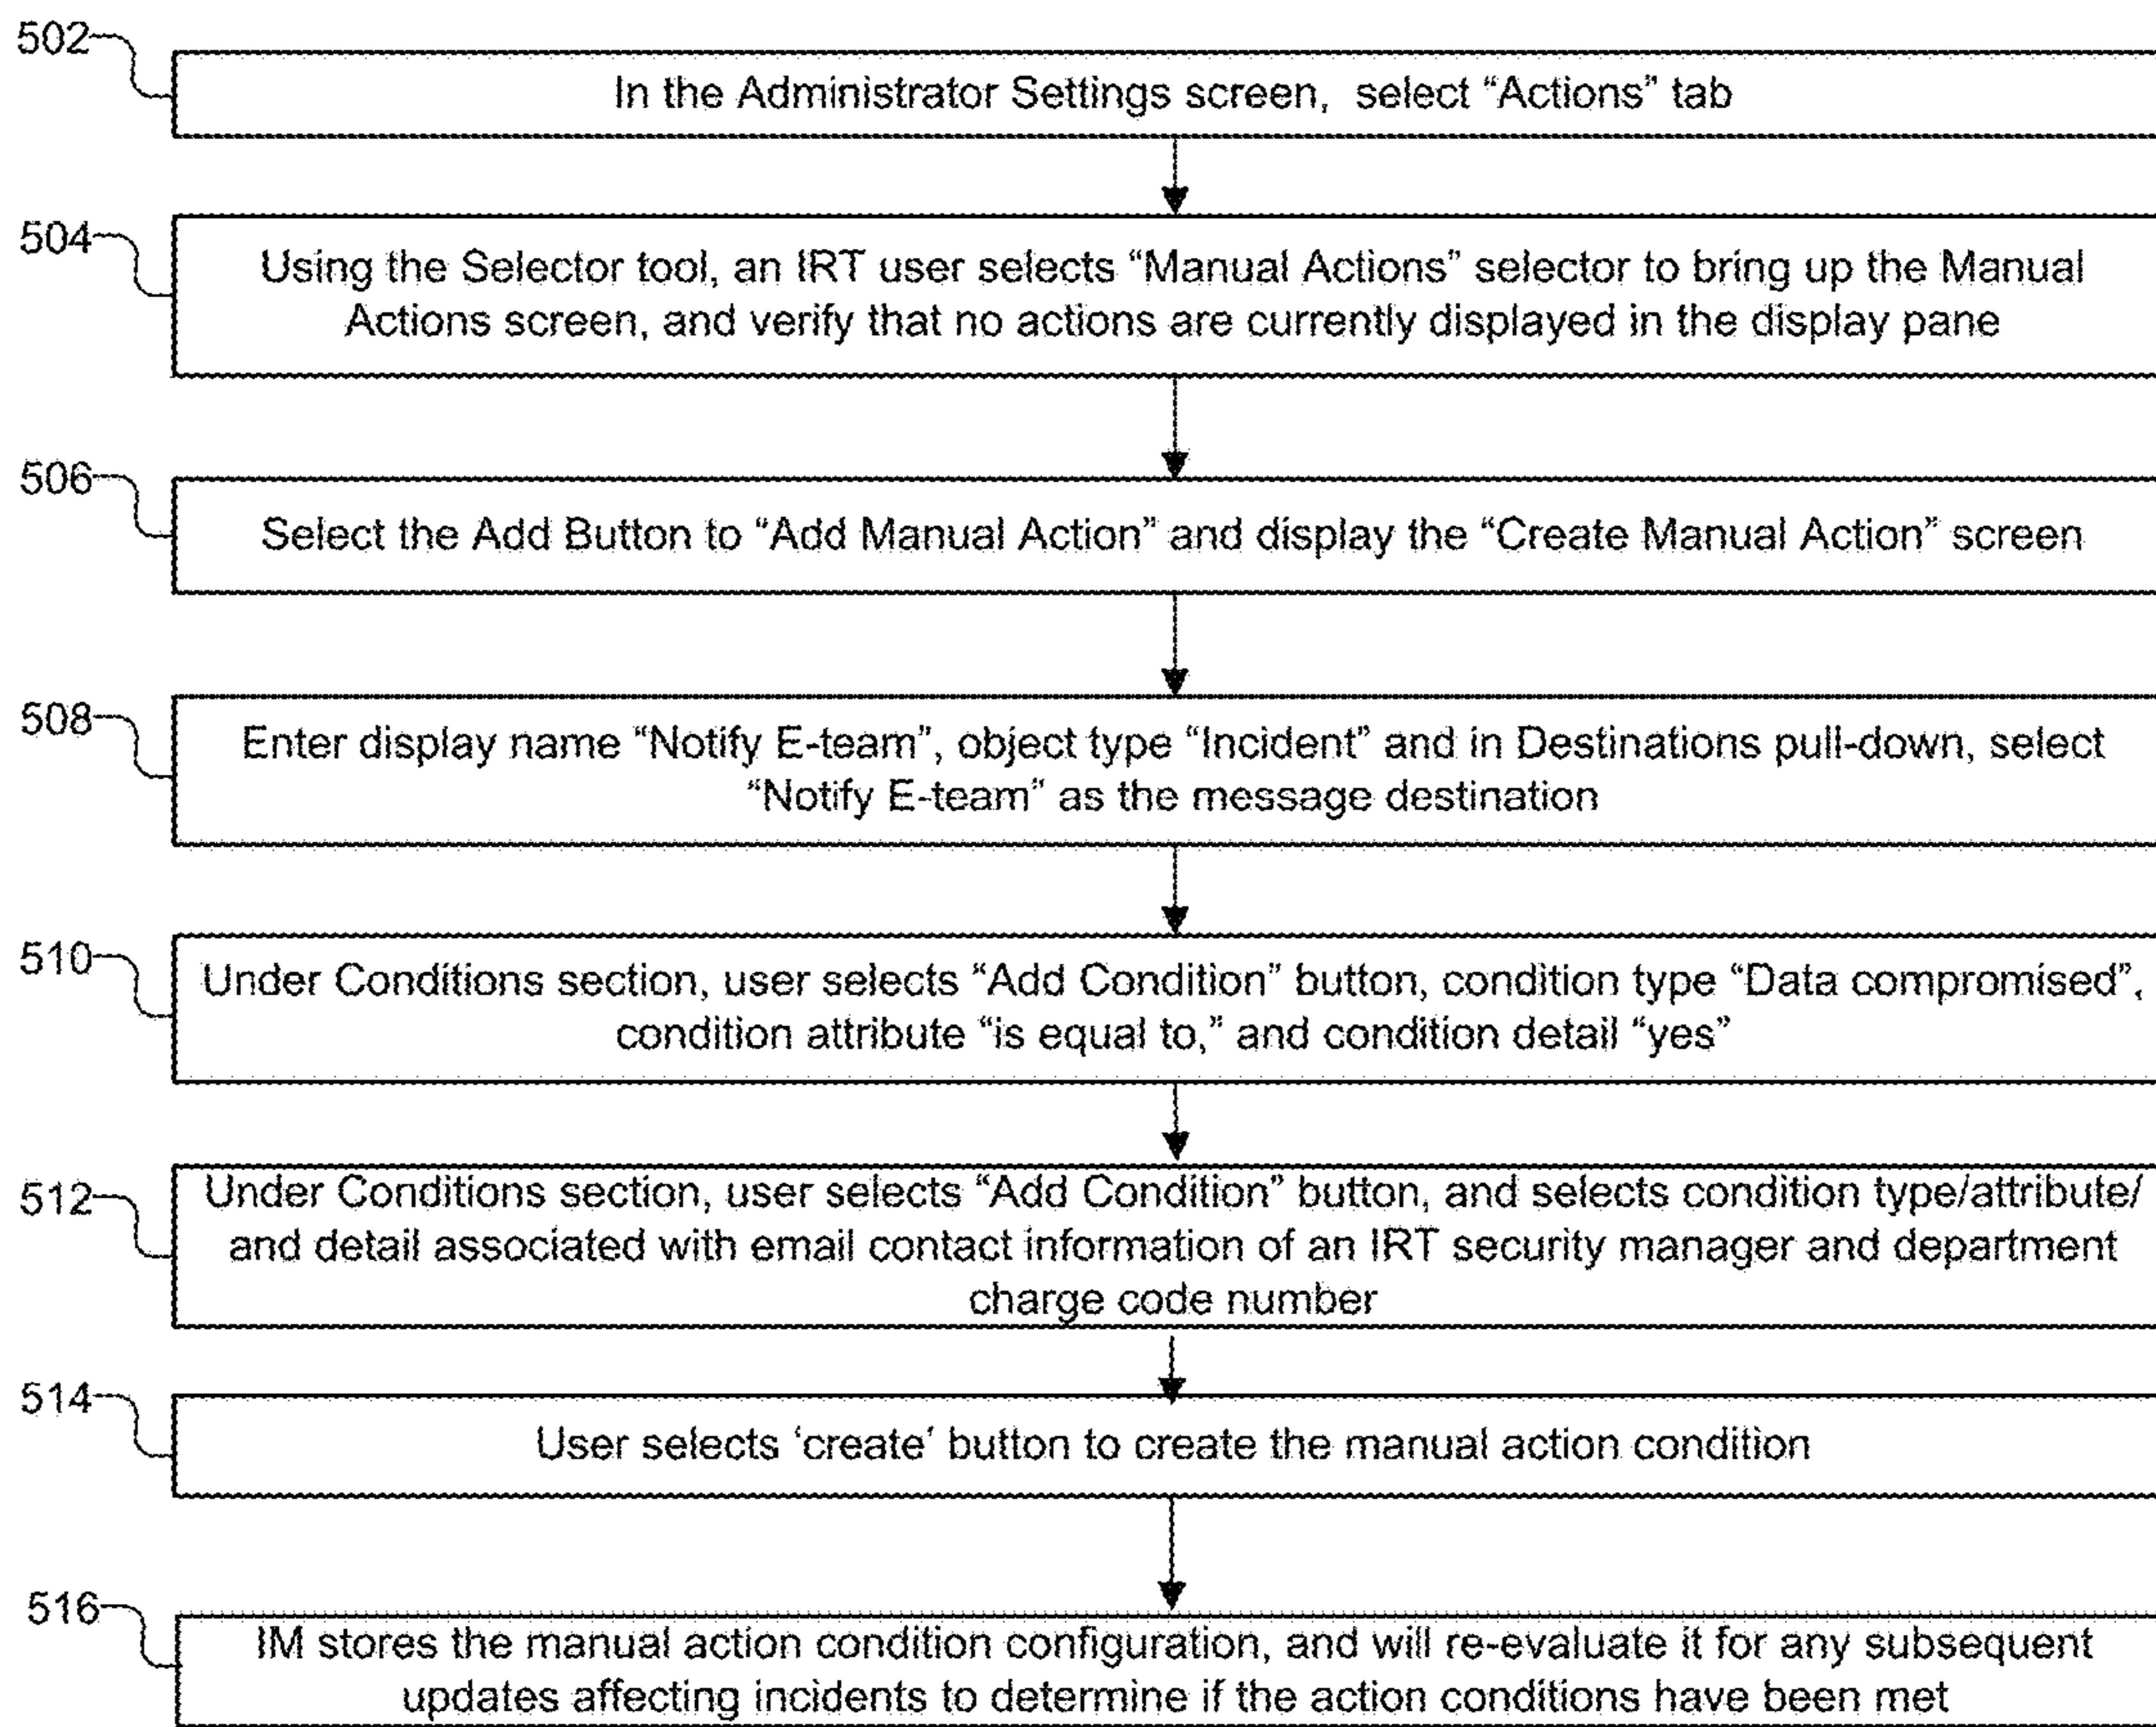 502
In the Administrator Settings screen, select “Actions” tab
504
Using the Selector tool, an IRT user selects “Manual Actions” selector to bring up the Manual
Actions screen, and verify that no actions are currently displayed in the display pane
506
Select the Add Button to “Add Manual Action” and display the “Create Manual Action” screen
508
Enter display name “Notify E-team”, object type “Incident” and in Destinations pull-down, select
“Notify E-team” as the message destination
510
Under Conditions section, user selects “Add Condition” button, condition type “Data compromised”,
condition attribute “is equal to,” and condition detail “yes”
512
Under Conditions section, user selects “Add Condition” button, and selects condition type/attribute/
and detail associated with email contact information of an IRT security manager and department
charge code number
514
User selects ‘create’ button to create the manual action condition
516
IM stores the manual action condition configuration, and will re-evaluate it for any subsequent
updates affecting incidents to determine if the action conditions have been met